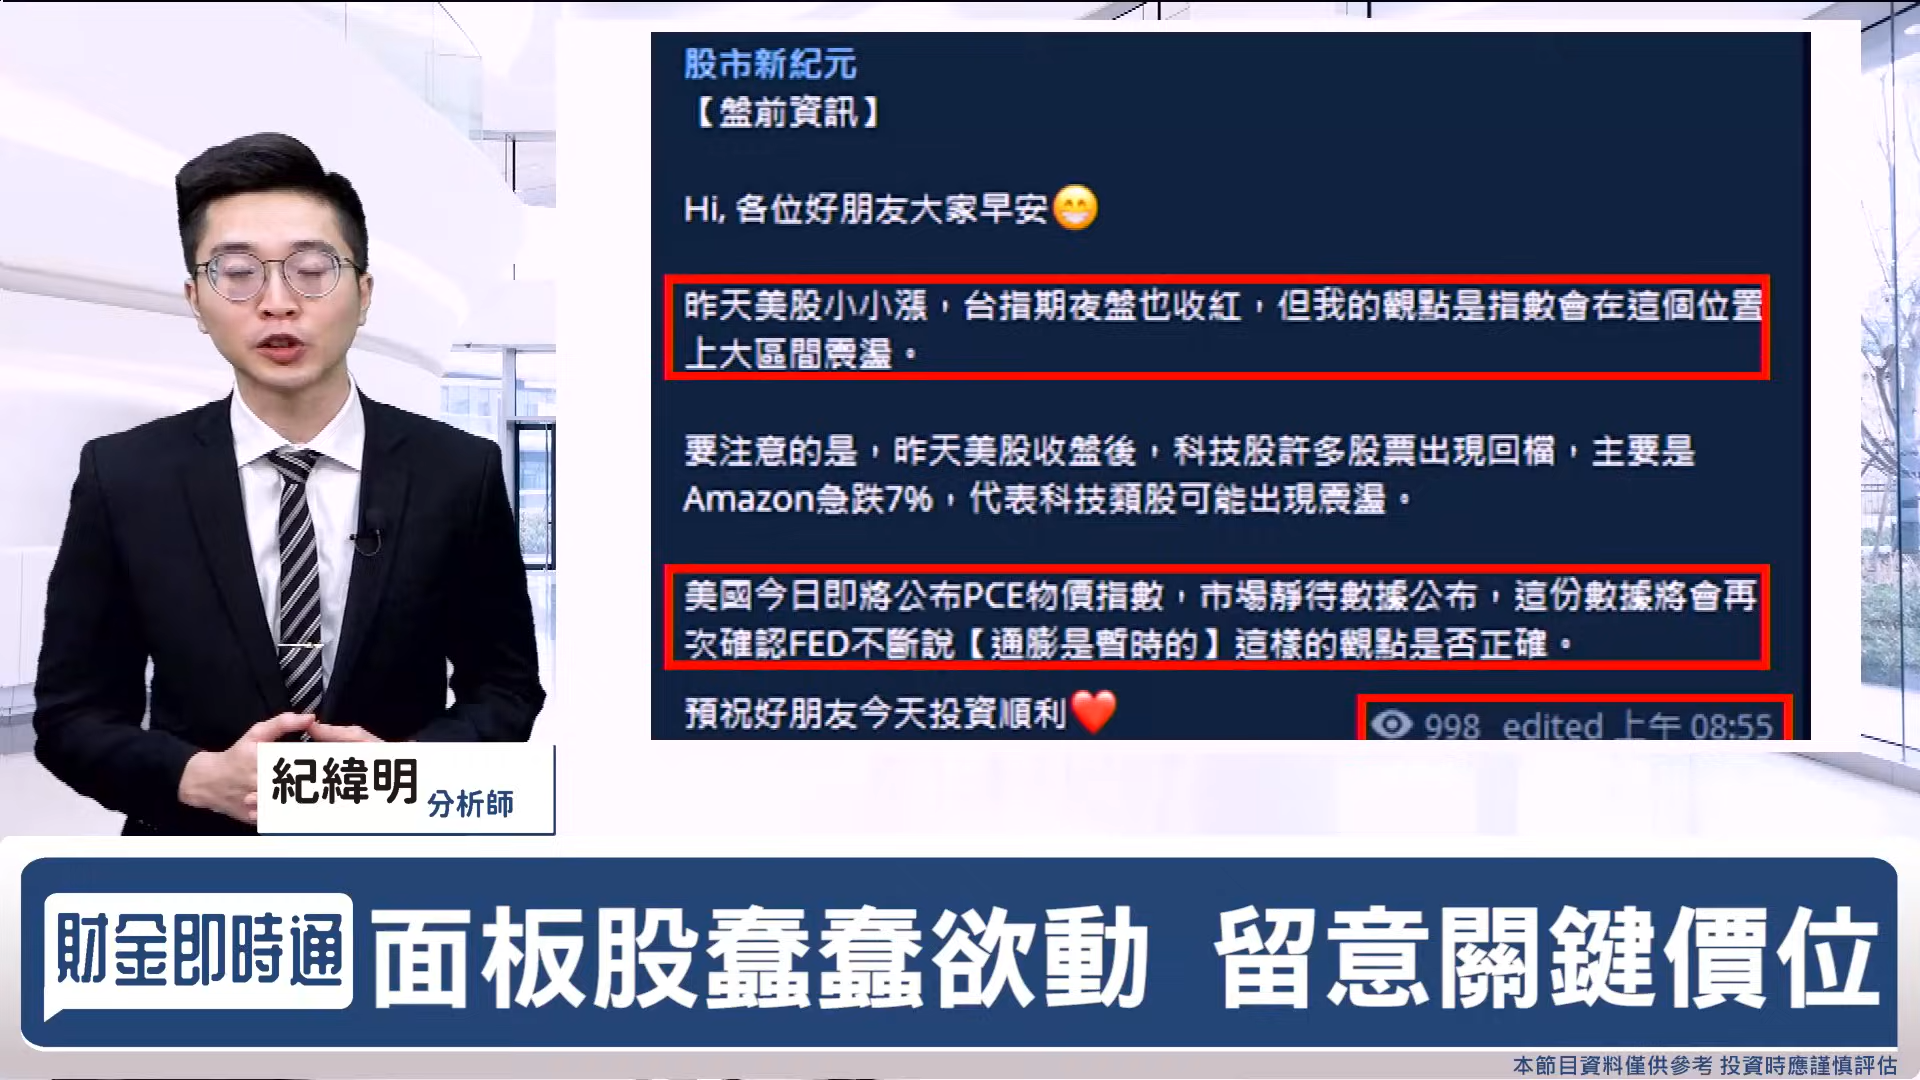 股市新紀元
【盤前資訊】
Hi, 各位好朋友大家早安😁
昨天美股小小漲，台指期夜盤也收紅，但我的觀點是指數會在這個位置
上大區間震盪。
要注意的是，昨天美股收盤後，科技股許多股票出現回檔，主要是
Amazon急跌7%，代表科技類股可能出現震盪。
美國今日即將公布PCE物價指數，市場靜待數據公布，這份數據將會再
次確認FED不斷說【通膨是暫時的】這樣的觀點是否正確。
預祝好朋友今天投資順利❤️
998 edited 上午 08:55
紀緯明 分析師
財金即時通 面板股蠢蠢欲動 留意關鍵價位
本節目資料僅供參考 投資時應謹慎評估